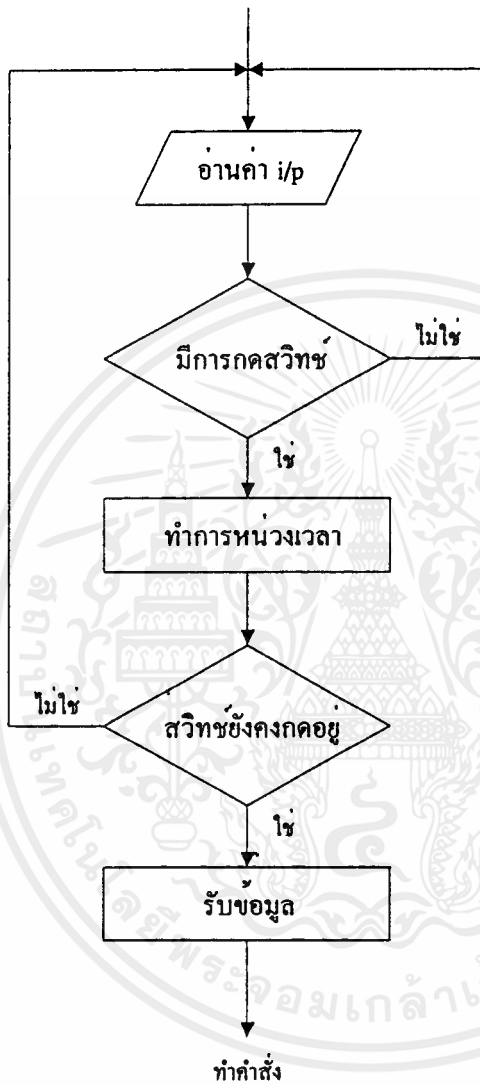 อ่านค่า i/p
มีการกดสวิทช์
ไม่ใช่
ใช่
ทำการหน่วงเวลา
ไม่ใช่
สวิทช์ยังคงกดอยู่
ใช่
รับข้อมูล
ทำคำสั่ง